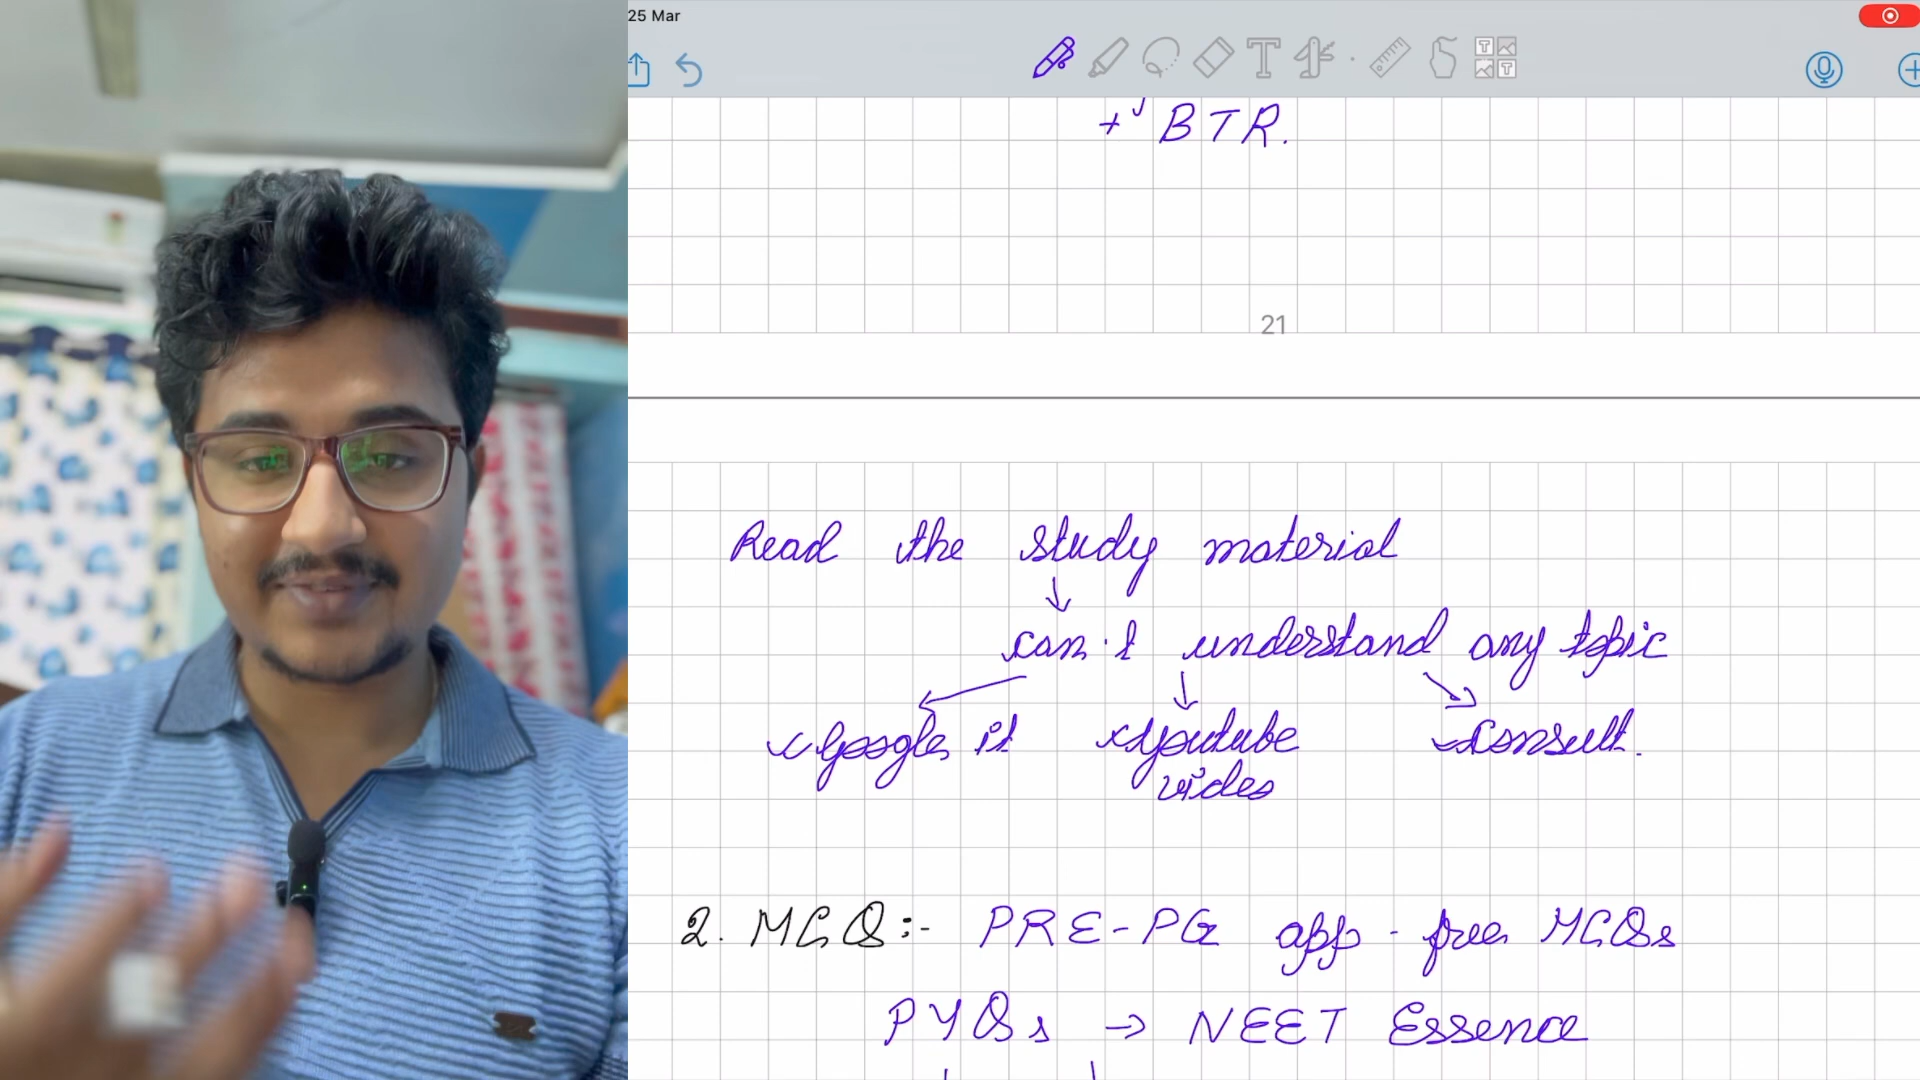 25 Mar
+ BTR.
21
Read the study material
can't understand any topic
Google it youtube consult.
video
2. MCQ:- PRE-PG app - free MCQs
PYQs → NEET Essence